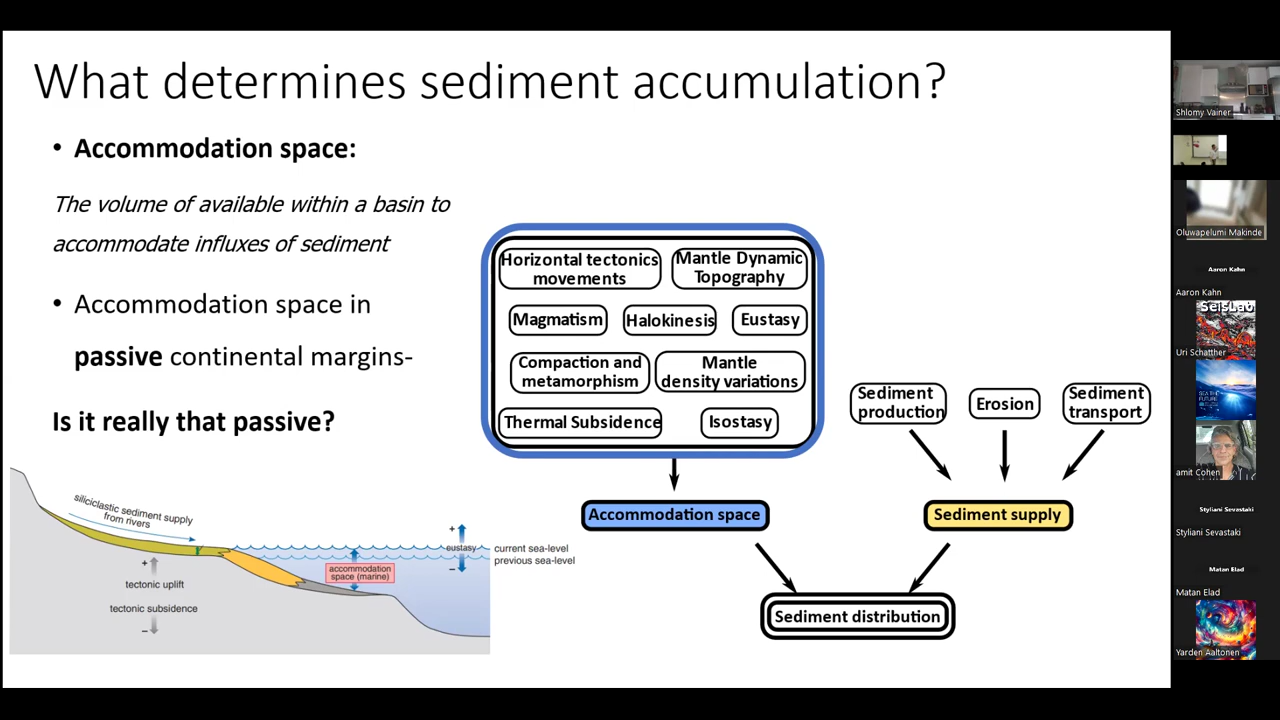 What determines sediment accumulation?
• Accommodation space:
The volume of available within a basin to
accommodate influxes of sediment
• Accommodation space in
passive continental margins-
Is it really that passive?
siliciclastic sediment supply
from rivers
+
tectonic uplift
tectonic subsidence
–
accommodation
space (marine)
+
eustasy
–
current sea-level
previous sea-level
Horizontal tectonics
movements
Mantle Dynamic
Topography
Magmatism
Halokinesis
Eustasy
Compaction and
metamorphism
Mantle
density variations
Thermal Subsidence
Isostasy
Sediment
production
Erosion
Sediment
transport
Accommodation space
Sediment supply
Sediment distribution
Shlomy Vainer
Oluwapelumi Makinde
Aaron Kahn
Aaron Kahn
SeisLab
Uri Schattner
amit Cohen
Styliani Sevastaki
Styliani Sevastaki
Matan Elad
Matan Elad
Yarden Aaltonen